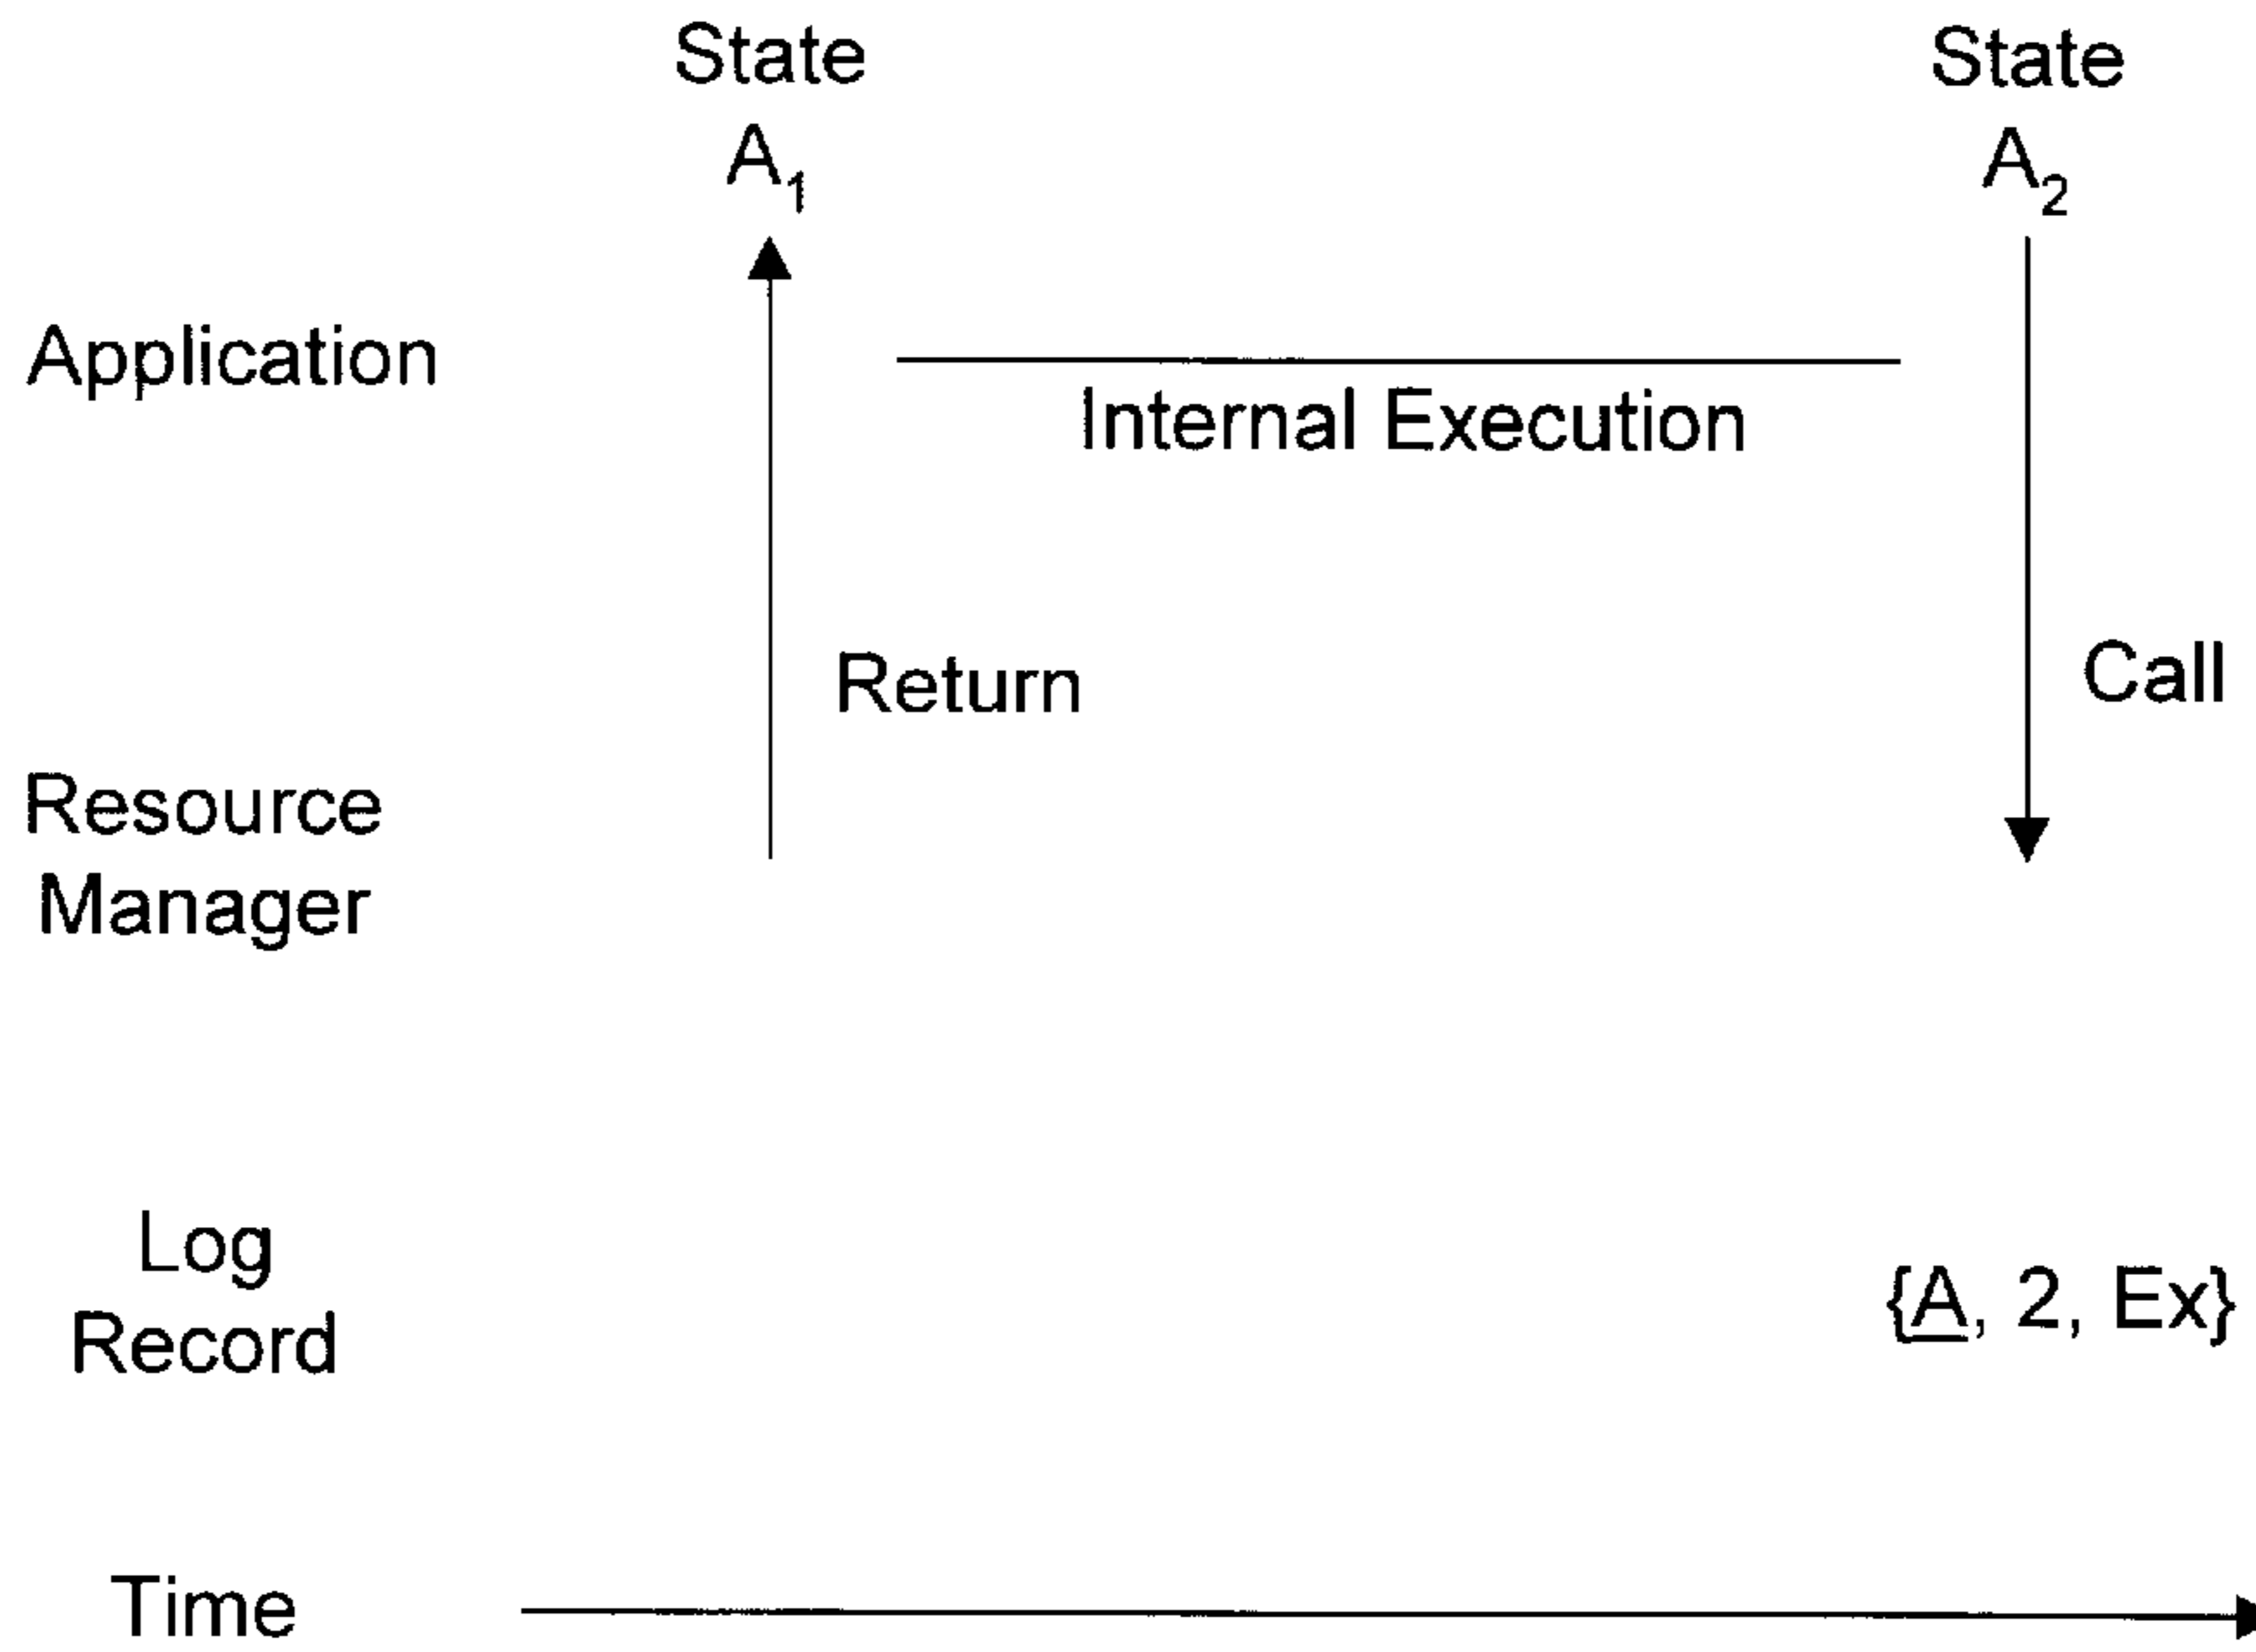 State
A₁
State
A₂
Application
Internal Execution
Return
Call
Resource
Manager
Log
Record
{A, 2, Ex}
Time